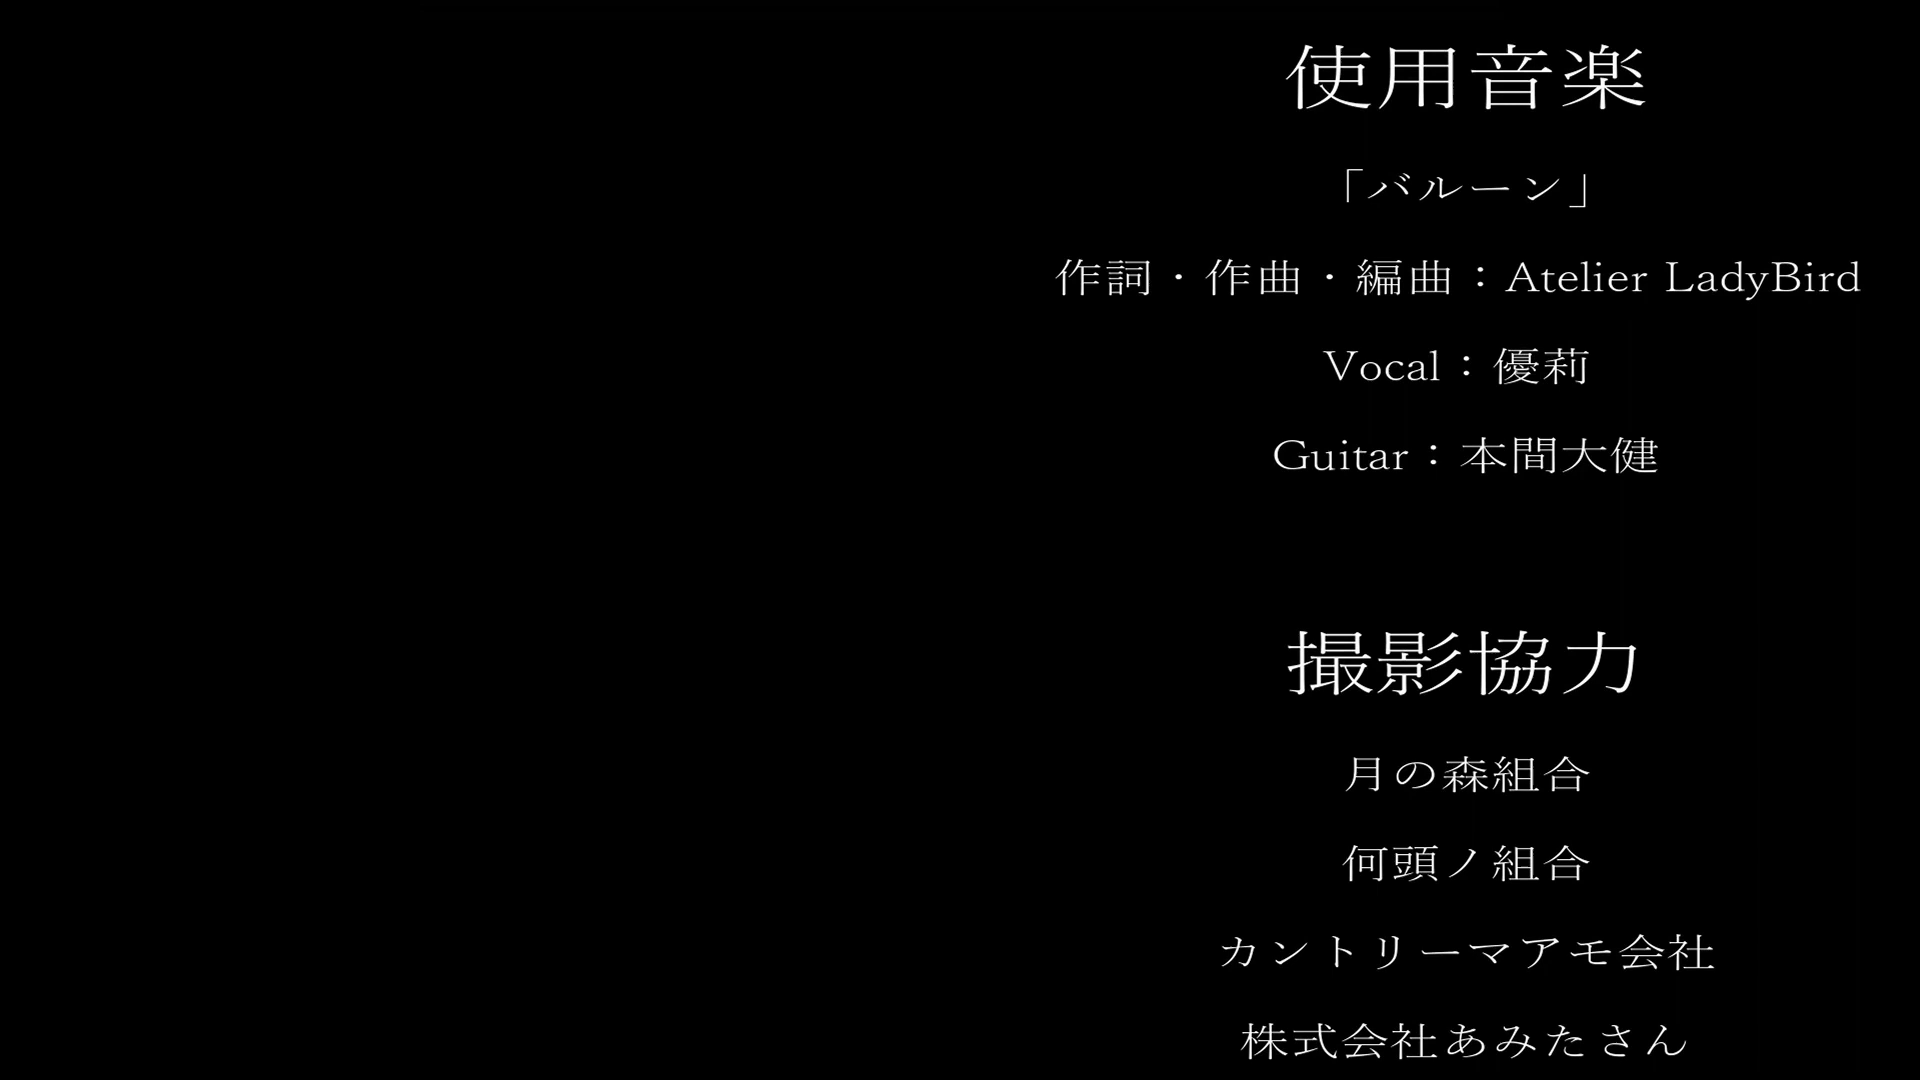 使用音楽
「バルーン」
作詞・作曲・編曲：Atelier LadyBird
Vocal：優莉
Guitar：本間大健
撮影協力
月の森組合
何頭ノ組合
カントリーマアモ会社
株式会社あみたさん